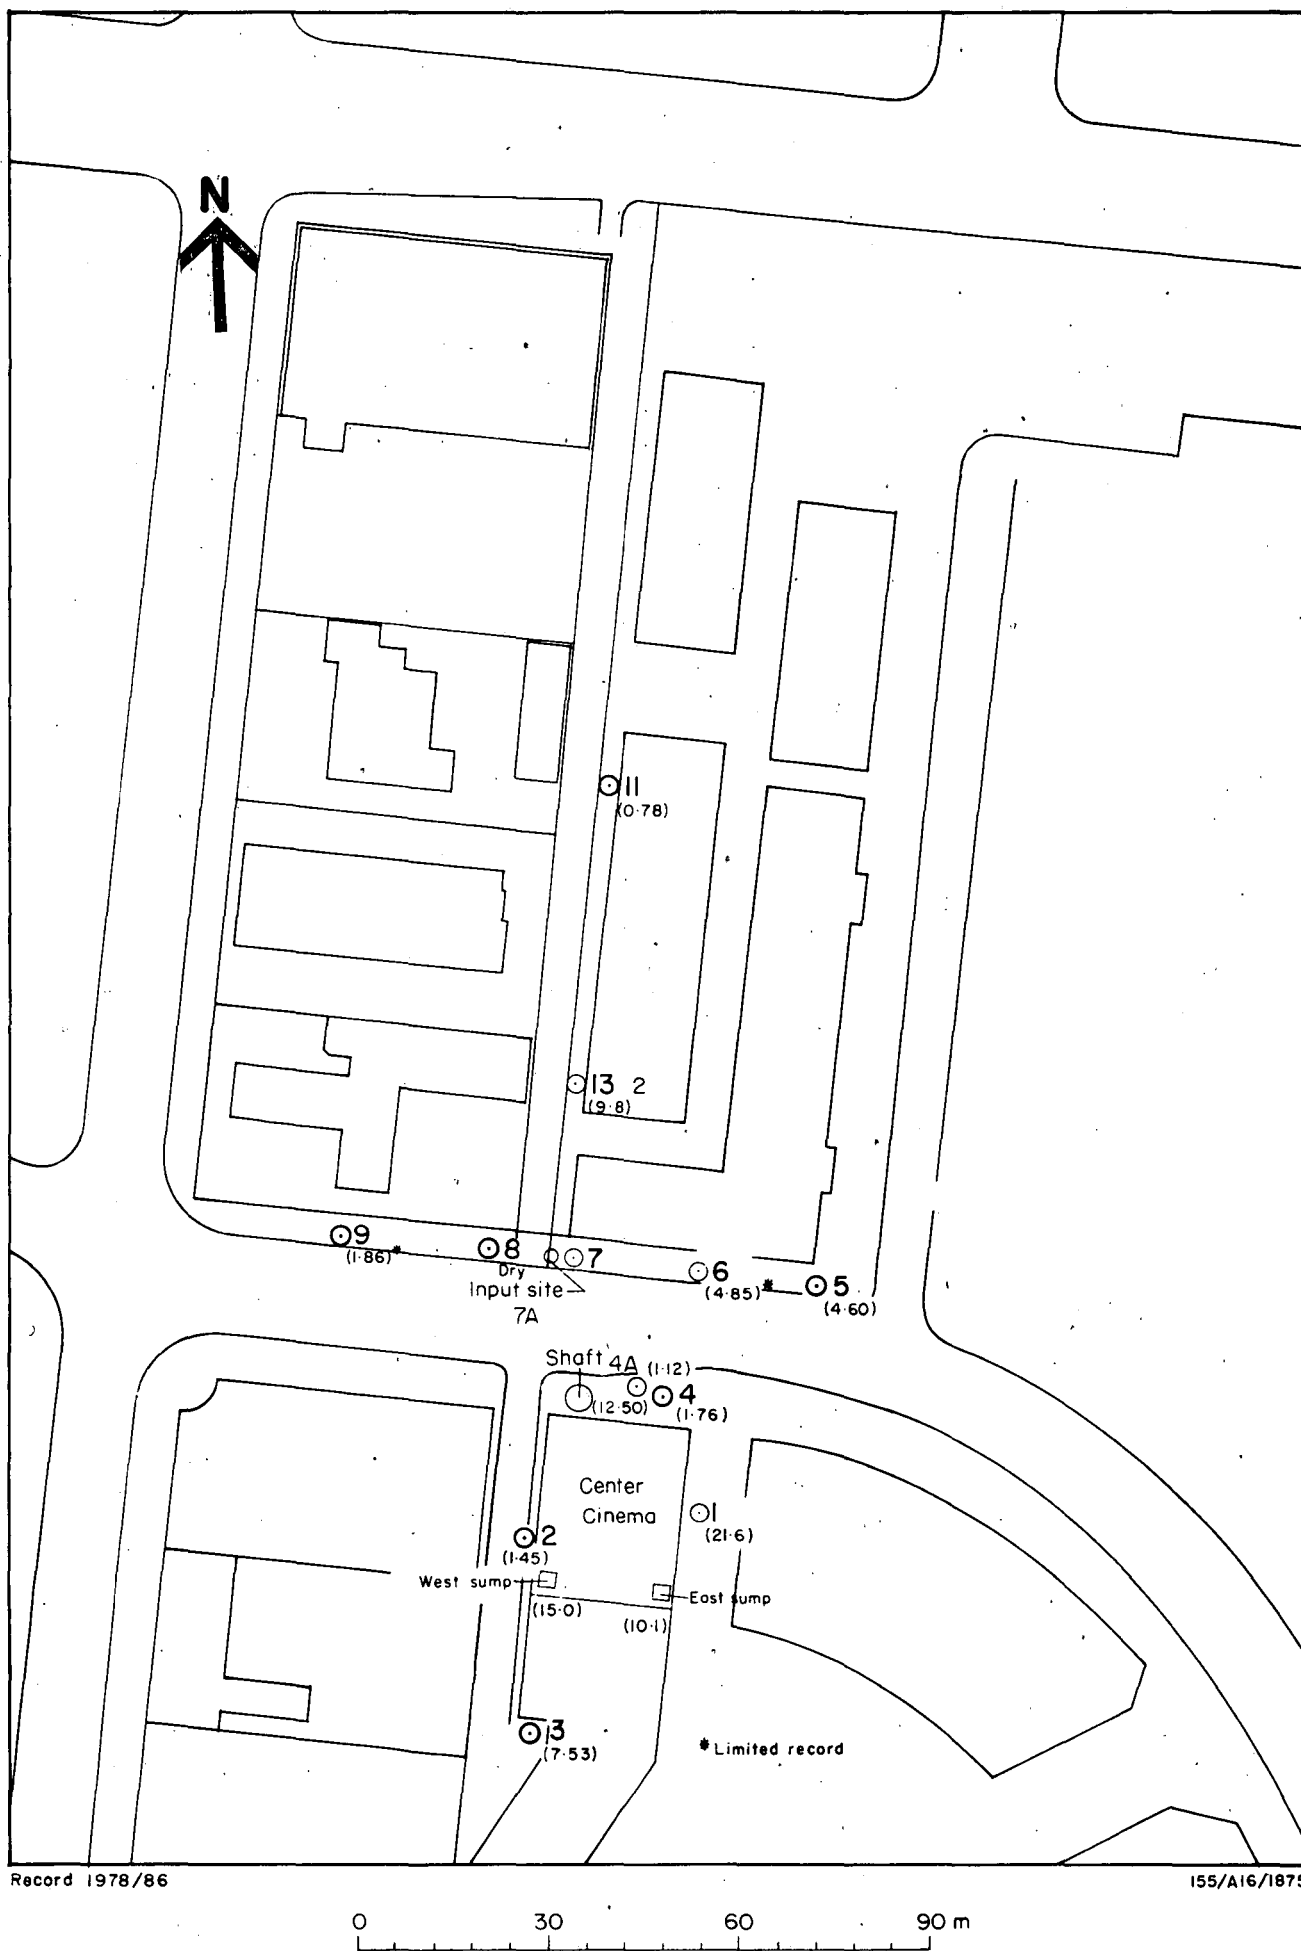 N
11
(0·78)
13 2
(9·8)
9
(1·86)*
8
Dry
7
Input site
7A
6
(4·85)*
5
(4·60)
Shaft
4A (1·12)
(12·50)
4
(1·76)
Center
Cinema
1
(21·6)
2
(1·45)
West sump
(15·0)
East sump
(10·1)
3
(7·53)
*Limited record
Record 1978/86
155/A16/1875
0 30 60 90 m